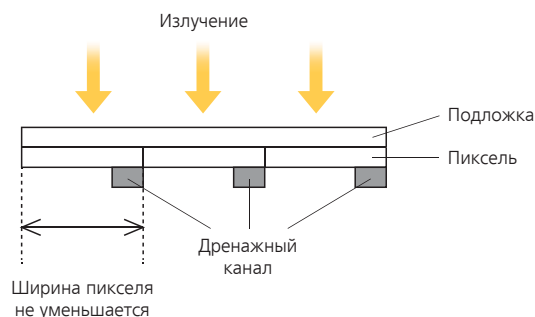 Излучение
Подложка
Пиксель
Дренажный
канал
Ширина пикселя
не уменьшается